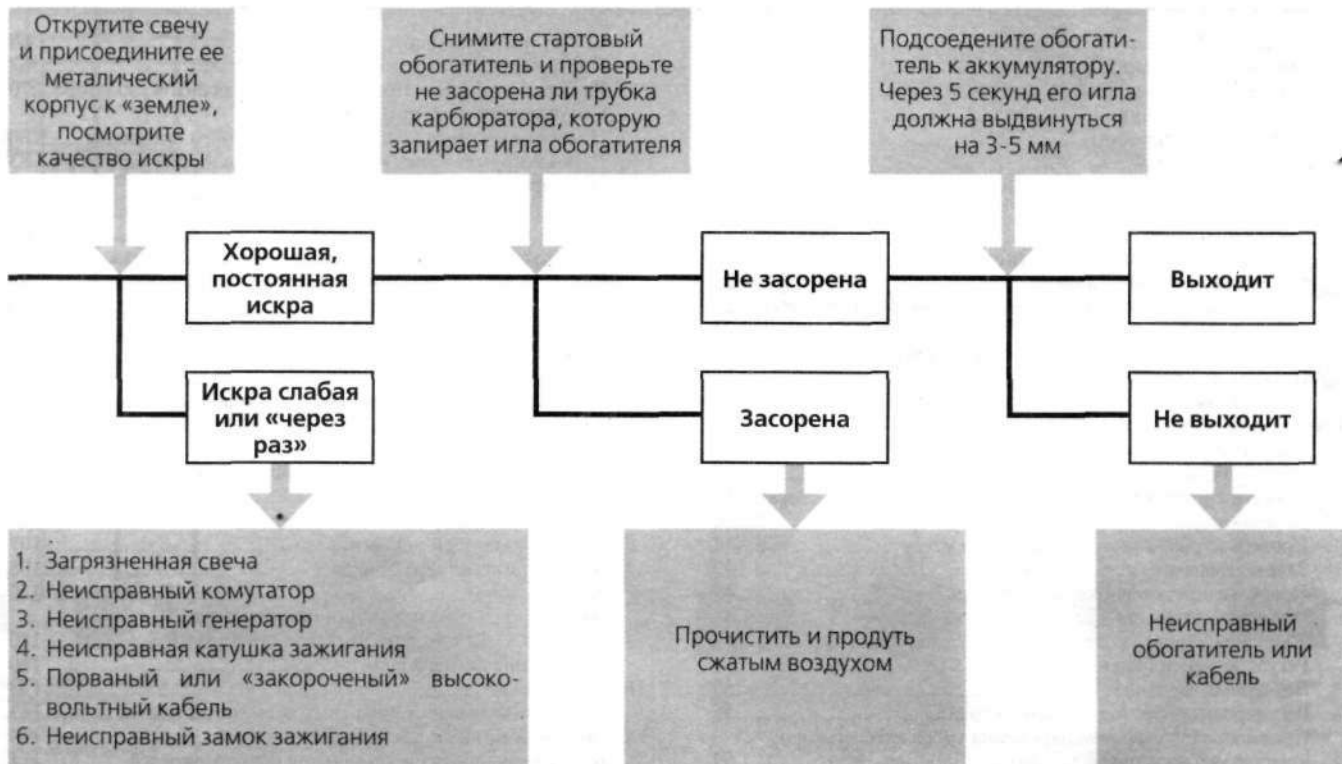 Открутите свечу
и присоедините ее
металический
корпус к «земле»,
посмотрите
качество искры
Снимите стартовый
обогатитель и проверьте
не засорена ли трубка
карбюратора, которую
запирает игла обогатителя
Подсоедените обогати-
тель к аккумулятору.
Через 5 секунд его игла
должна выдвинуться
на 3-5 мм
Хорошая,
постоянная
искра
Не засорена
Выходит
Искра слабая
или «через
раз»
Засорена
Не выходит
1. Загрязненная свеча
2. Неисправный комутатор
3. Неисправный генератор
4. Неисправная катушка зажигания
5. Порваный или «закороченый» высоко-
вольтный кабель
6. Неисправный замок зажигания
Прочистить и продуть
сжатым воздухом
Неисправный
обогатитель или
кабель